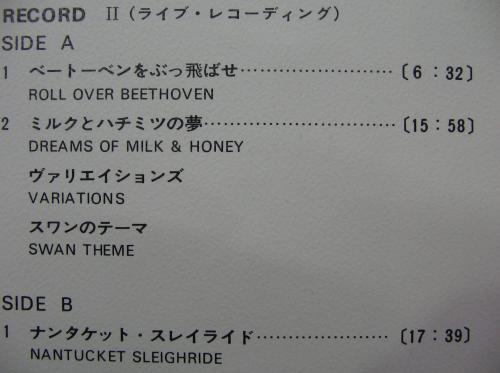 RECORD II (ライブ・レコーディング)
SIDE A
1 ベートーベンをぶっ飛ばせ……………………〔6:32〕
ROLL OVER BEETHOVEN
2 ミルクとハチミツの夢…………………………〔15:58〕
DREAMS OF MILK & HONEY
ヴァリエイションズ
VARIATIONS
スワンのテーマ
SWAN THEME
SIDE B
1 ナンタケット・スレイライド…………………〔17:39〕
NANTUCKET SLEIGHRIDE